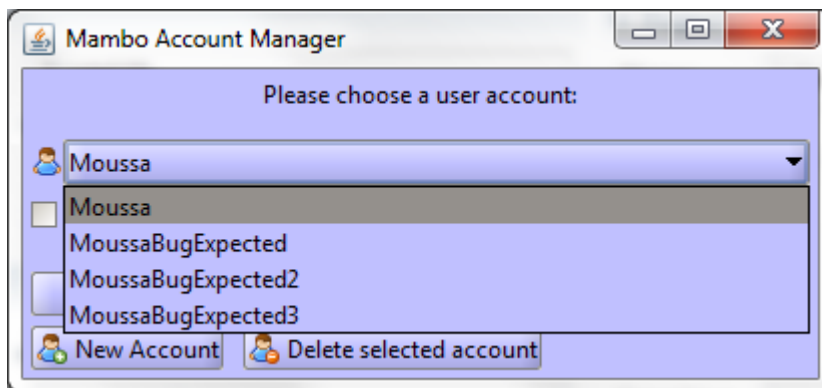 Mambo Account Manager
Please choose a user account:
Moussa
Moussa
MoussaBugExpected
MoussaBugExpected2
MoussaBugExpected3
New Account Delete selected account